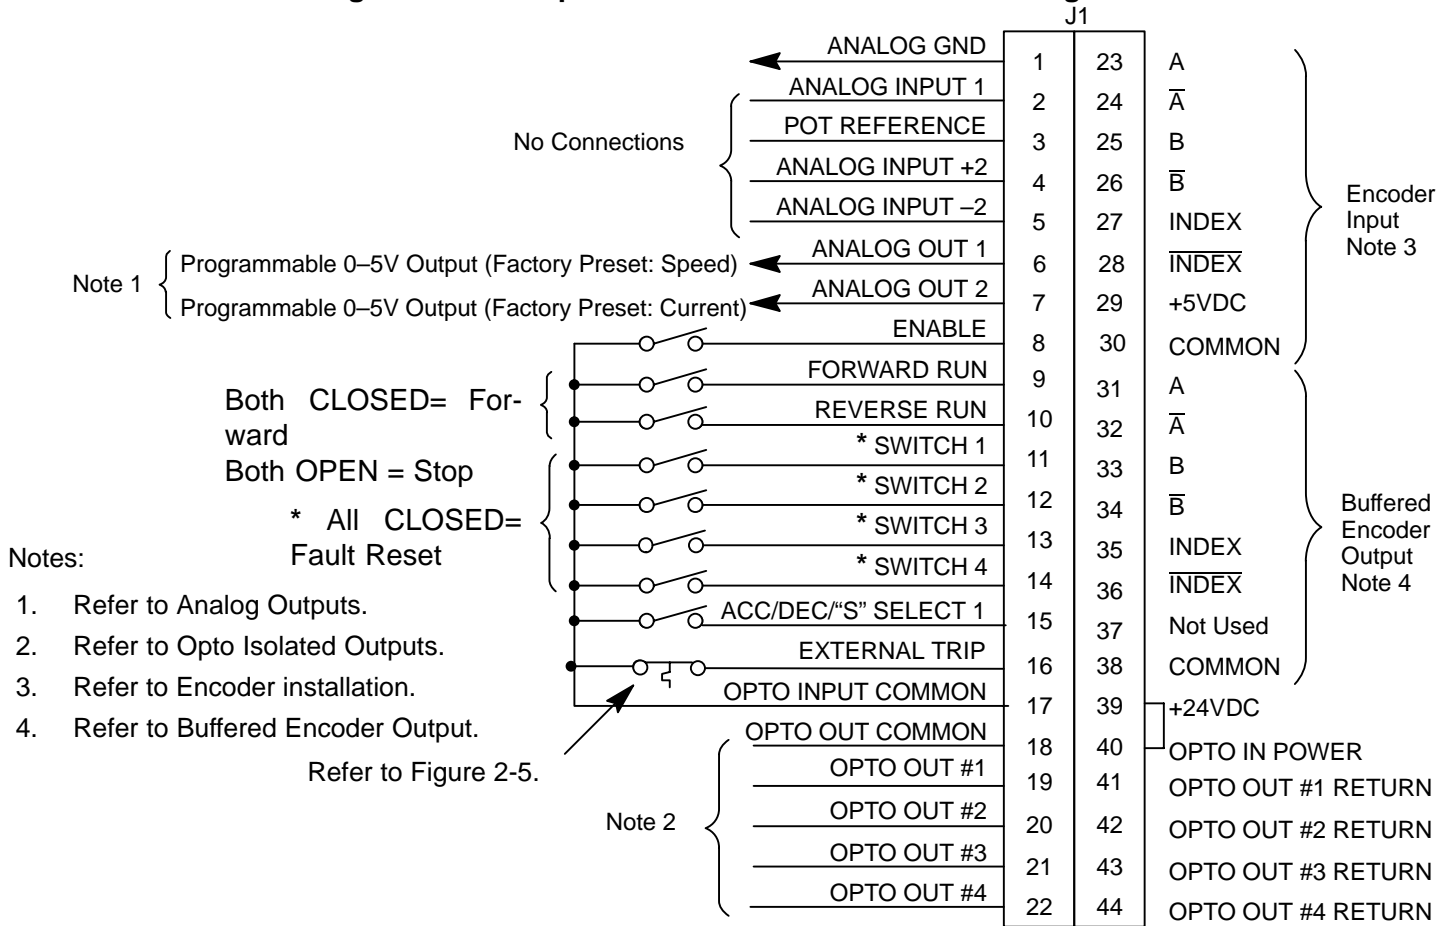 J1
ANALOG GND 1 23 A
ANALOG INPUT 1 2 24 A̅
No Connections POT REFERENCE 3 25 B
ANALOG INPUT +2 4 26 B̅
ANALOG INPUT –2 5 27 INDEX
Encoder
Input
Note 3
Note 1
Programmable 0–5V Output (Factory Preset: Speed) ANALOG OUT 1 6 28 I̅N̅D̅E̅X̅
Programmable 0–5V Output (Factory Preset: Current) ANALOG OUT 2 7 29 +5VDC
ENABLE 8 30 COMMON
FORWARD RUN 9 31 A
Both CLOSED= For-
ward
Both OPEN = Stop
REVERSE RUN 10 32 A̅
* SWITCH 1 11 33 B
* SWITCH 2 12 34 B̅
* All CLOSED=
Fault Reset
* SWITCH 3 13 35 INDEX
* SWITCH 4 14 36 I̅N̅D̅E̅X̅
Buffered
Encoder
Output
Note 4
ACC/DEC/“S” SELECT 1 15 37 Not Used
EXTERNAL TRIP 16 38 COMMON
OPTO INPUT COMMON 17 39 +24VDC
OPTO OUT COMMON 18 40 OPTO IN POWER
Notes:
1. Refer to Analog Outputs.
2. Refer to Opto Isolated Outputs.
3. Refer to Encoder installation.
4. Refer to Buffered Encoder Output.
Refer to Figure 2-5.
Note 2
OPTO OUT #1 19 41 OPTO OUT #1 RETURN
OPTO OUT #2 20 42 OPTO OUT #2 RETURN
OPTO OUT #3 21 43 OPTO OUT #3 RETURN
OPTO OUT #4 22 44 OPTO OUT #4 RETURN